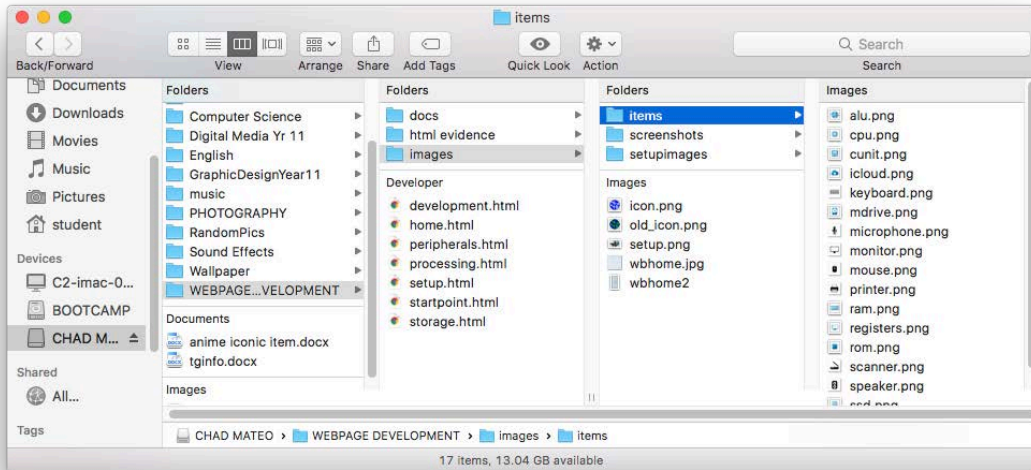 items
Search
Back/Forward
View
Arrange
Share
Add Tags
Quick Look
Action
Search
Documents
Downloads
Movies
Music
Pictures
student
Devices
C2-imac-0...
BOOTCAMP
CHAD M...
Shared
All...
Tags
Folders
Computer Science
Digital Media Yr 11
English
GraphicDesignYear11
music
PHOTOGRAPHY
RandomPics
Sound Effects
Wallpaper
WEBPAGE...VELOPMENT
Documents
anime iconic item.docx
tginfo.docx
Images
Folders
docs
html evidence
images
Developer
development.html
home.html
peripherals.html
processing.html
setup.html
startpoint.html
storage.html
Folders
items
screenshots
setupimages
Images
icon.png
old_icon.png
setup.png
wbhome.jpg
wbhome2
Images
alu.png
cpu.png
cunit.png
icloud.png
keyboard.png
mdrive.png
microphone.png
monitor.png
mouse.png
printer.png
ram.png
registers.png
rom.png
scanner.png
speaker.png
ssd.png
CHAD MATEO › WEBPAGE DEVELOPMENT › images › items
17 items, 13.04 GB available